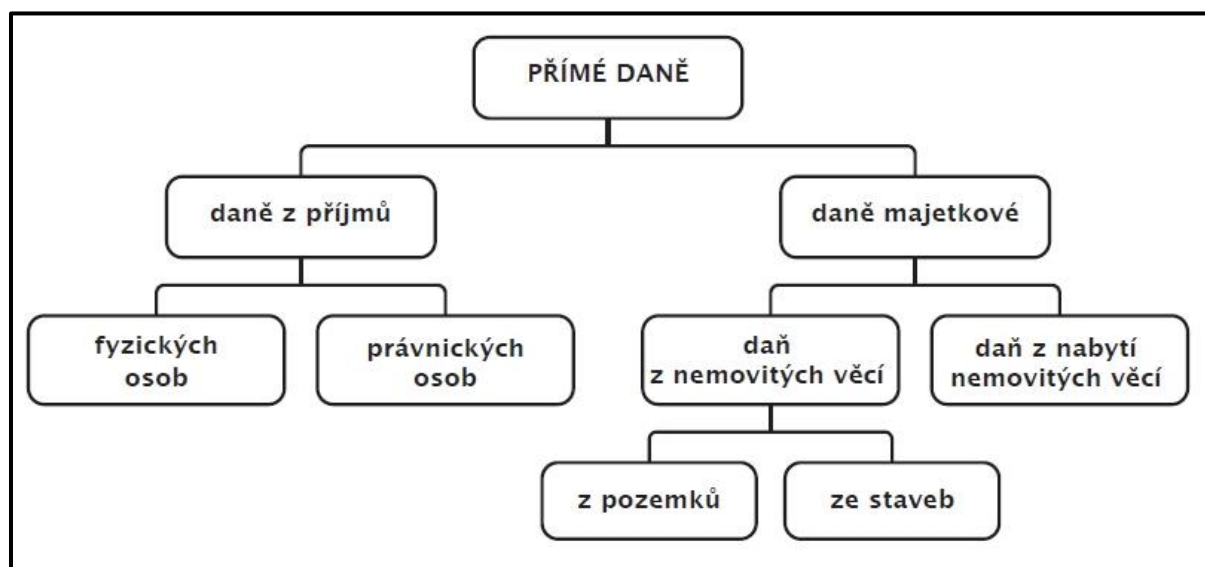 PŘÍMÉ DANĚ
daně z příjmů
daně majetkové
fyzických
osob
právnických
osob
daň
z nemovitých věcí
daň z nabytí
nemovitých věcí
z pozemků
ze staveb